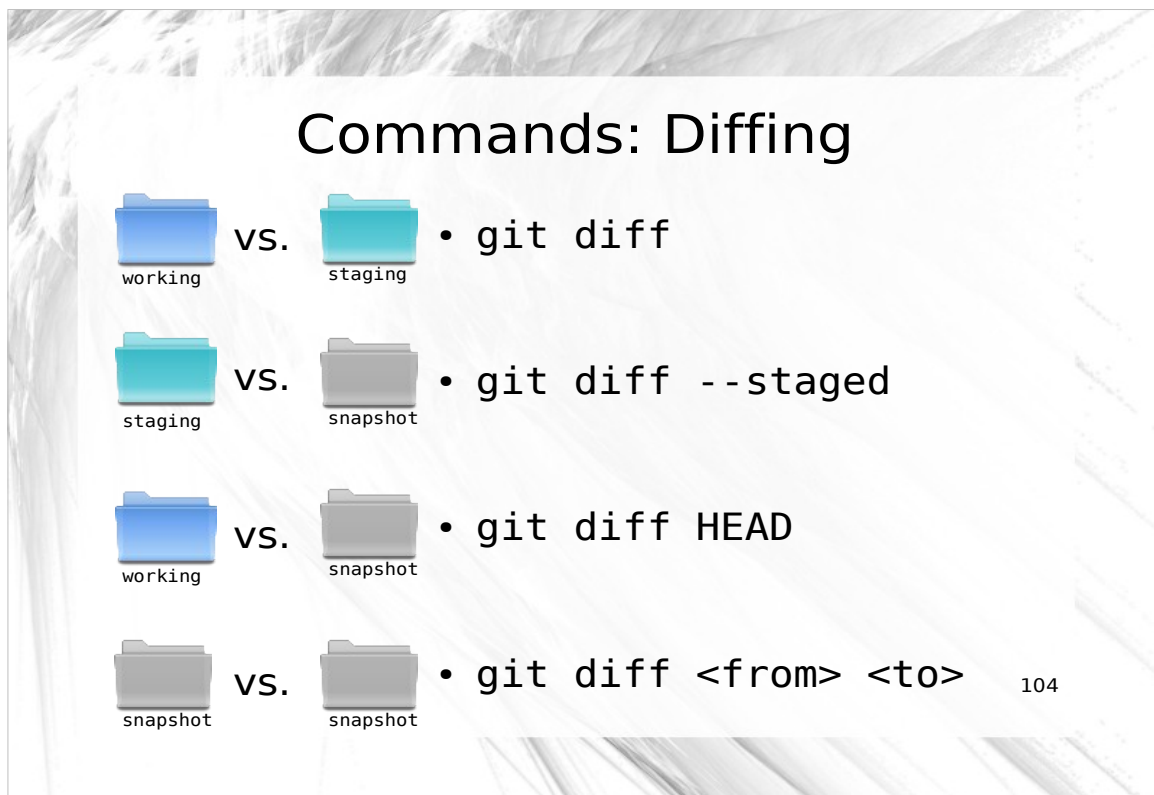 Commands: Diffing
working vs. staging • git diff
staging vs. snapshot • git diff --staged
working vs. snapshot • git diff HEAD
snapshot vs. snapshot • git diff <from> <to>
104